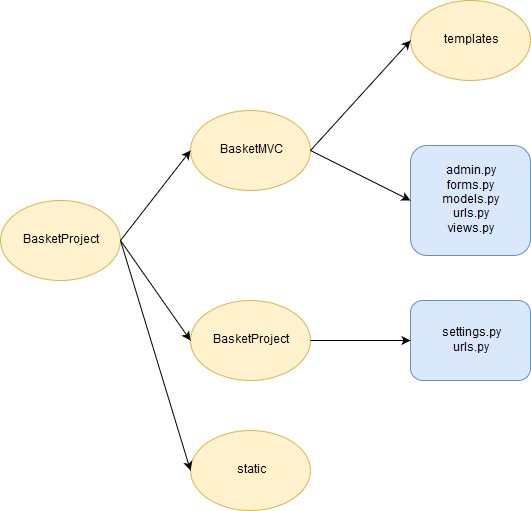 templates
BasketMVC
admin.py
forms.py
models.py
urls.py
views.py
BasketProject
BasketProject
settings.py
urls.py
static